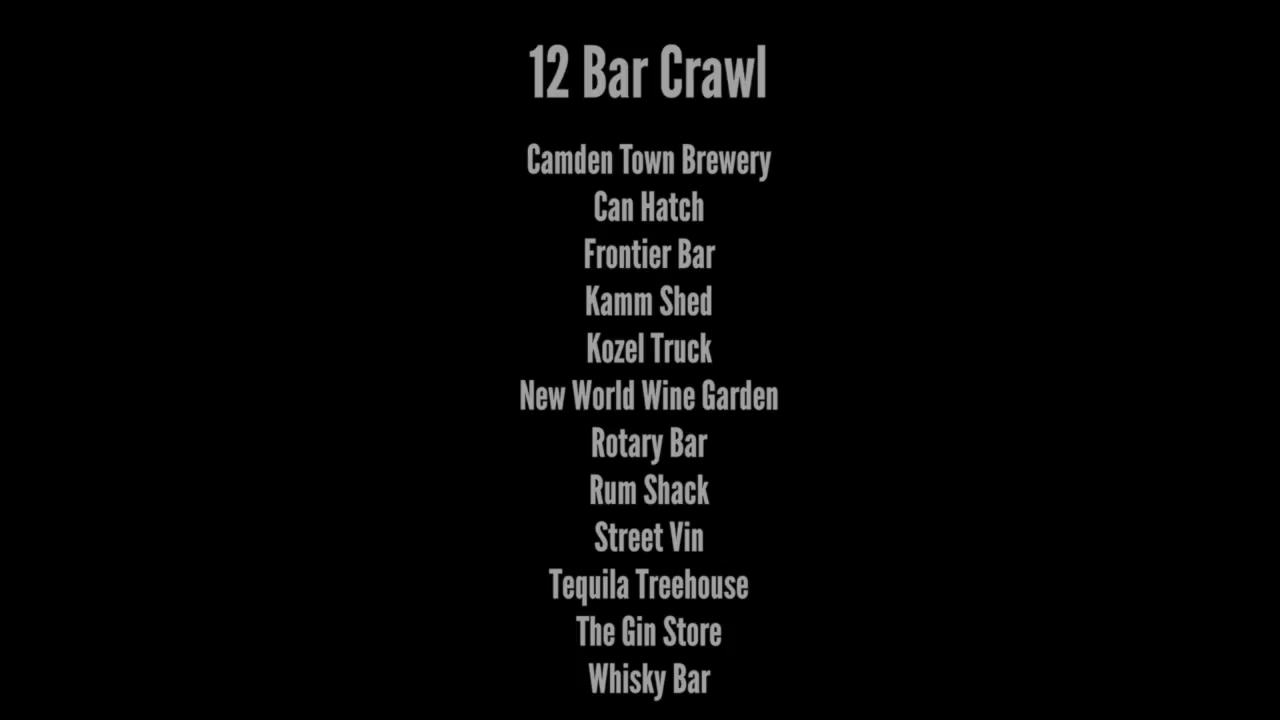 12 Bar Crawl
Camden Town Brewery
Can Hatch
Frontier Bar
Kamm Shed
Kozel Truck
New World Wine Garden
Rotary Bar
Rum Shack
Street Vin
Tequila Treehouse
The Gin Store
Whisky Bar